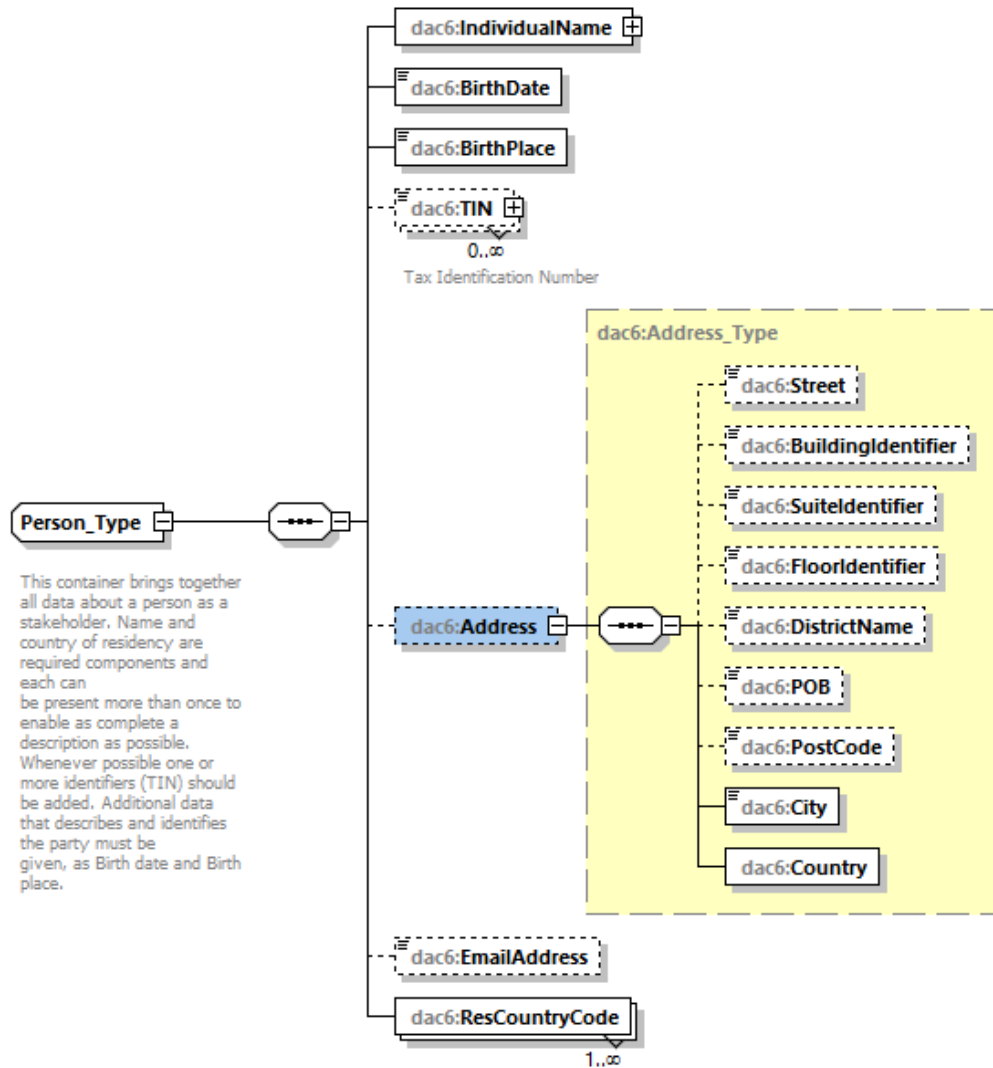 dac6:IndividualName
dac6:BirthDate
dac6:BirthPlace
dac6:TIN
0..∞
Tax Identification Number
dac6:Address_Type
dac6:Street
dac6:BuildingIdentifier
dac6:SuiteIdentifier
dac6:FloorIdentifier
dac6:DistrictName
dac6:POB
dac6:PostCode
dac6:City
dac6:Country
Person_Type
This container brings together
all data about a person as a
stakeholder. Name and
country of residency are
required components and
each can
be present more than once to
enable as complete a
description as possible.
Whenever possible one or
more identifiers (TIN) should
be added. Additional data
that describes and identifies
the party must be
given, as Birth date and Birth
place.
dac6:Address
dac6:EmailAddress
dac6:ResCountryCode
1..∞